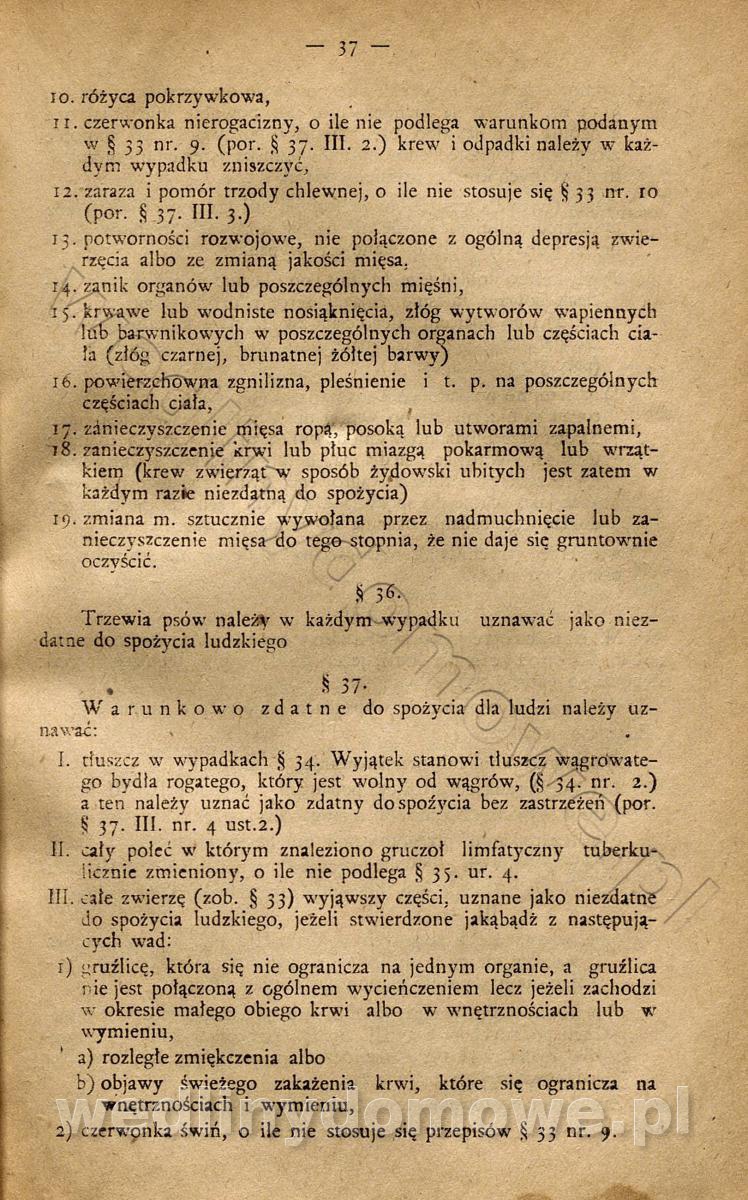 — 37 —
10. różyca pokrzywkowa,
11. czerwonka nierogacizny, o ile nie podlega warunkom podanym
w § 33 nr. 9. (por. § 37. III. 2.) krew i odpadki należy w każ-
dym wypadku zniszczyć,
12. zaraza i pomór trzody chlewnej, o ile nie stosuje się § 33 nr. 10
(por. § 37. III. 3.)
13. potworności rozwojowe, nie połączone z ogólną depresją zwie-
rzęcia albo ze zmianą jakości mięsa.
14. zanik organów lub poszczególnych mięśni,
15. krwawe lub wodniste nosiąknięcia, złóg wytworów wapiennych
lub barwnikowych w poszczególnych organach lub częściach cia-
ła (złóg czarnej, brunatnej żółtej barwy)
16. powierzchowna zgnilizna, pleśnienie i t. p. na poszczególnych
częściach ciała,
17. zanieczyszczenie mięsa ropą, posoką lub utworami zapalnemi,
18. zanieczyszczenie krwi lub płuc miazgą pokarmową lub wrząt-
kiem (krew zwierząt w sposób żydowski ubitych jest zatem w
każdym razie niezdatną do spożycia)
19. zmiana m. sztucznie wywołana przez nadmuchnięcie lub za-
nieczyszczenie mięsa do tego stopnia, że nie daje się gruntownie
oczyścić.
§ 36.
Trzewia psów należy w każdym wypadku uznawać jako niez-
datne do spożycia ludzkiego
§ 37.
Warunkowo zdatne do spożycia dla ludzi należy uz-
nawać:
I. tłuszcz w wypadkach § 34. Wyjątek stanowi tłuszcz wągrowate-
go bydła rogatego, który jest wolny od wągrów, (§ 34. nr. 2.)
a ten należy uznać jako zdatny do spożycia bez zastrzeżeń (por.
§ 37. III. nr. 4 ust.2.)
II. cały połeć w którym znaleziono gruczoł limfatyczny tuberku-
licznie zmieniony, o ile nie podlega § 35. ur. 4.
III. całe zwierzę (zob. § 33) wyjąwszy części, uznane jako niezdatne
do spożycia ludzkiego, jeżeli stwierdzone jakąbądź z następują-
cych wad:
1) gruźlicę, która się nie ogranicza na jednym organie, a gruźlica
nie jest połączoną z ogólnem wycieńczeniem lecz jeżeli zachodzi
w okresie małego obiego krwi albo w wnętrznościach lub w
wymieniu,
a) rozległe zmiękczenia albo
b) objawy świeżego zakażenia krwi, które się ogranicza na
wnętrznościach i wymieniu,
2) czerwonka świń, o ile nie stosuje się przepisów § 33 nr. 9.
wedlinydomowe.pl
wedlinydomowe.pl